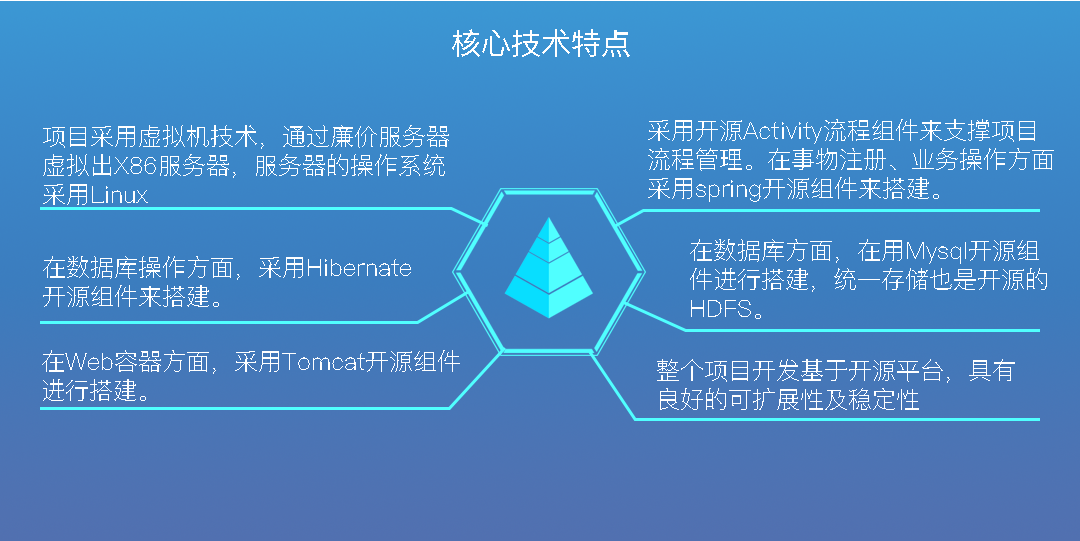 核心技术特点
项目采用虚拟机技术，通过廉价服务器
虚拟出X86服务器，服务器的操作系统
采用Linux
在数据库操作方面，采用Hibernate
开源组件来搭建。
在Web容器方面，采用Tomcat开源组件
进行搭建。
采用开源Activity流程组件来支撑项目
流程管理。在事物注册、业务操作方面
采用spring开源组件来搭建。
在数据库方面，在用Mysql开源组
件进行搭建，统一存储也是开源的
HDFS。
整个项目开发基于开源平台，具有
良好的可扩展性及稳定性